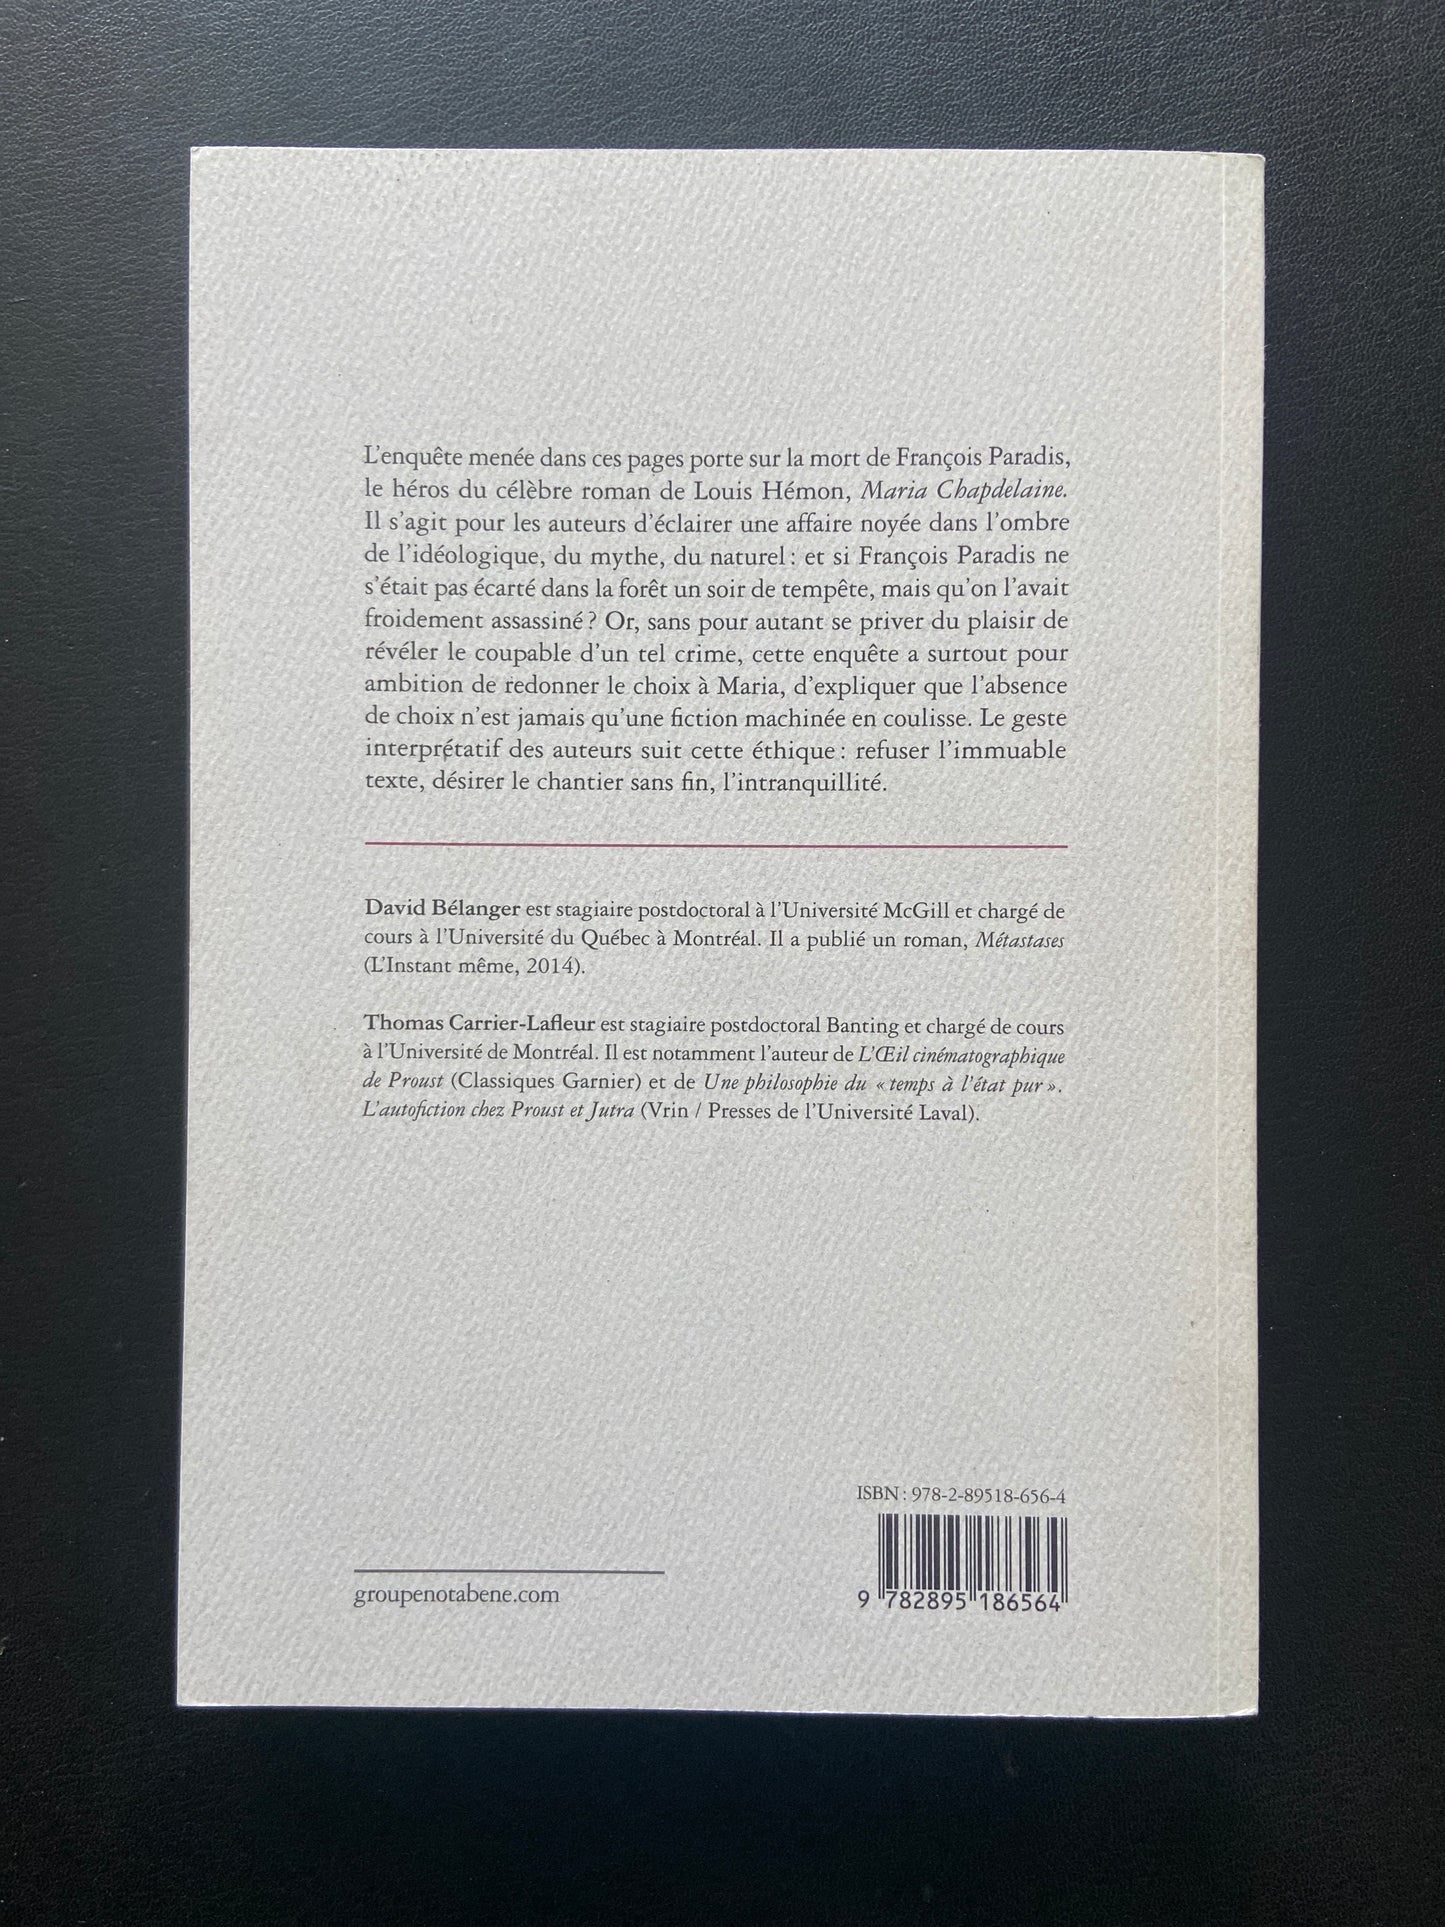 L'enquête menée dans ces pages porte sur la mort de François Paradis,
le héros du célèbre roman de Louis Hémon, Maria Chapdelaine.
Il s'agit pour les auteurs d'éclairer une affaire noyée dans l'ombre
de l'idéologique, du mythe, du naturel : et si François Paradis ne
s'était pas écarté dans la forêt un soir de tempête, mais qu'on l'avait
froidement assassiné ? Or, sans pour autant se priver du plaisir de
révéler le coupable d'un tel crime, cette enquête a surtout pour
ambition de redonner le choix à Maria, d'expliquer que l'absence
de choix n'est jamais qu'une fiction machinée en coulisse. Le geste
interprétatif des auteurs suit cette éthique : refuser l'immuable
texte, désirer le chantier sans fin, l'intranquillité.
David Bélanger est stagiaire postdoctoral à l'Université McGill et chargé de
cours à l'Université du Québec à Montréal. Il a publié un roman, Métastases
(L'Instant même, 2014).
Thomas Carrier-Lafleur est stagiaire postdoctoral Banting et chargé de cours
à l'Université de Montréal. Il est notamment l'auteur de L'Œil cinématographique
de Proust (Classiques Garnier) et de Une philosophie du « temps à l'état pur ».
L'autofiction chez Proust et Jutra (Vrin / Presses de l'Université Laval).
ISBN : 978-2-89518-656-4
groupenotabene.com
9 782895 186564